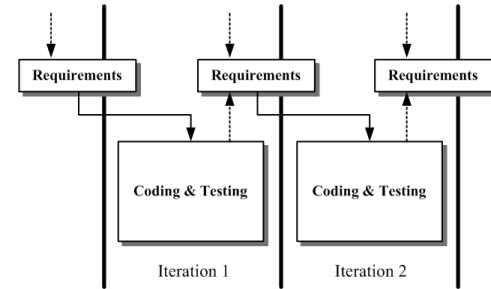 Requirements
Requirements
Requirements
Coding & Testing
Coding & Testing
Iteration 1
Iteration 2